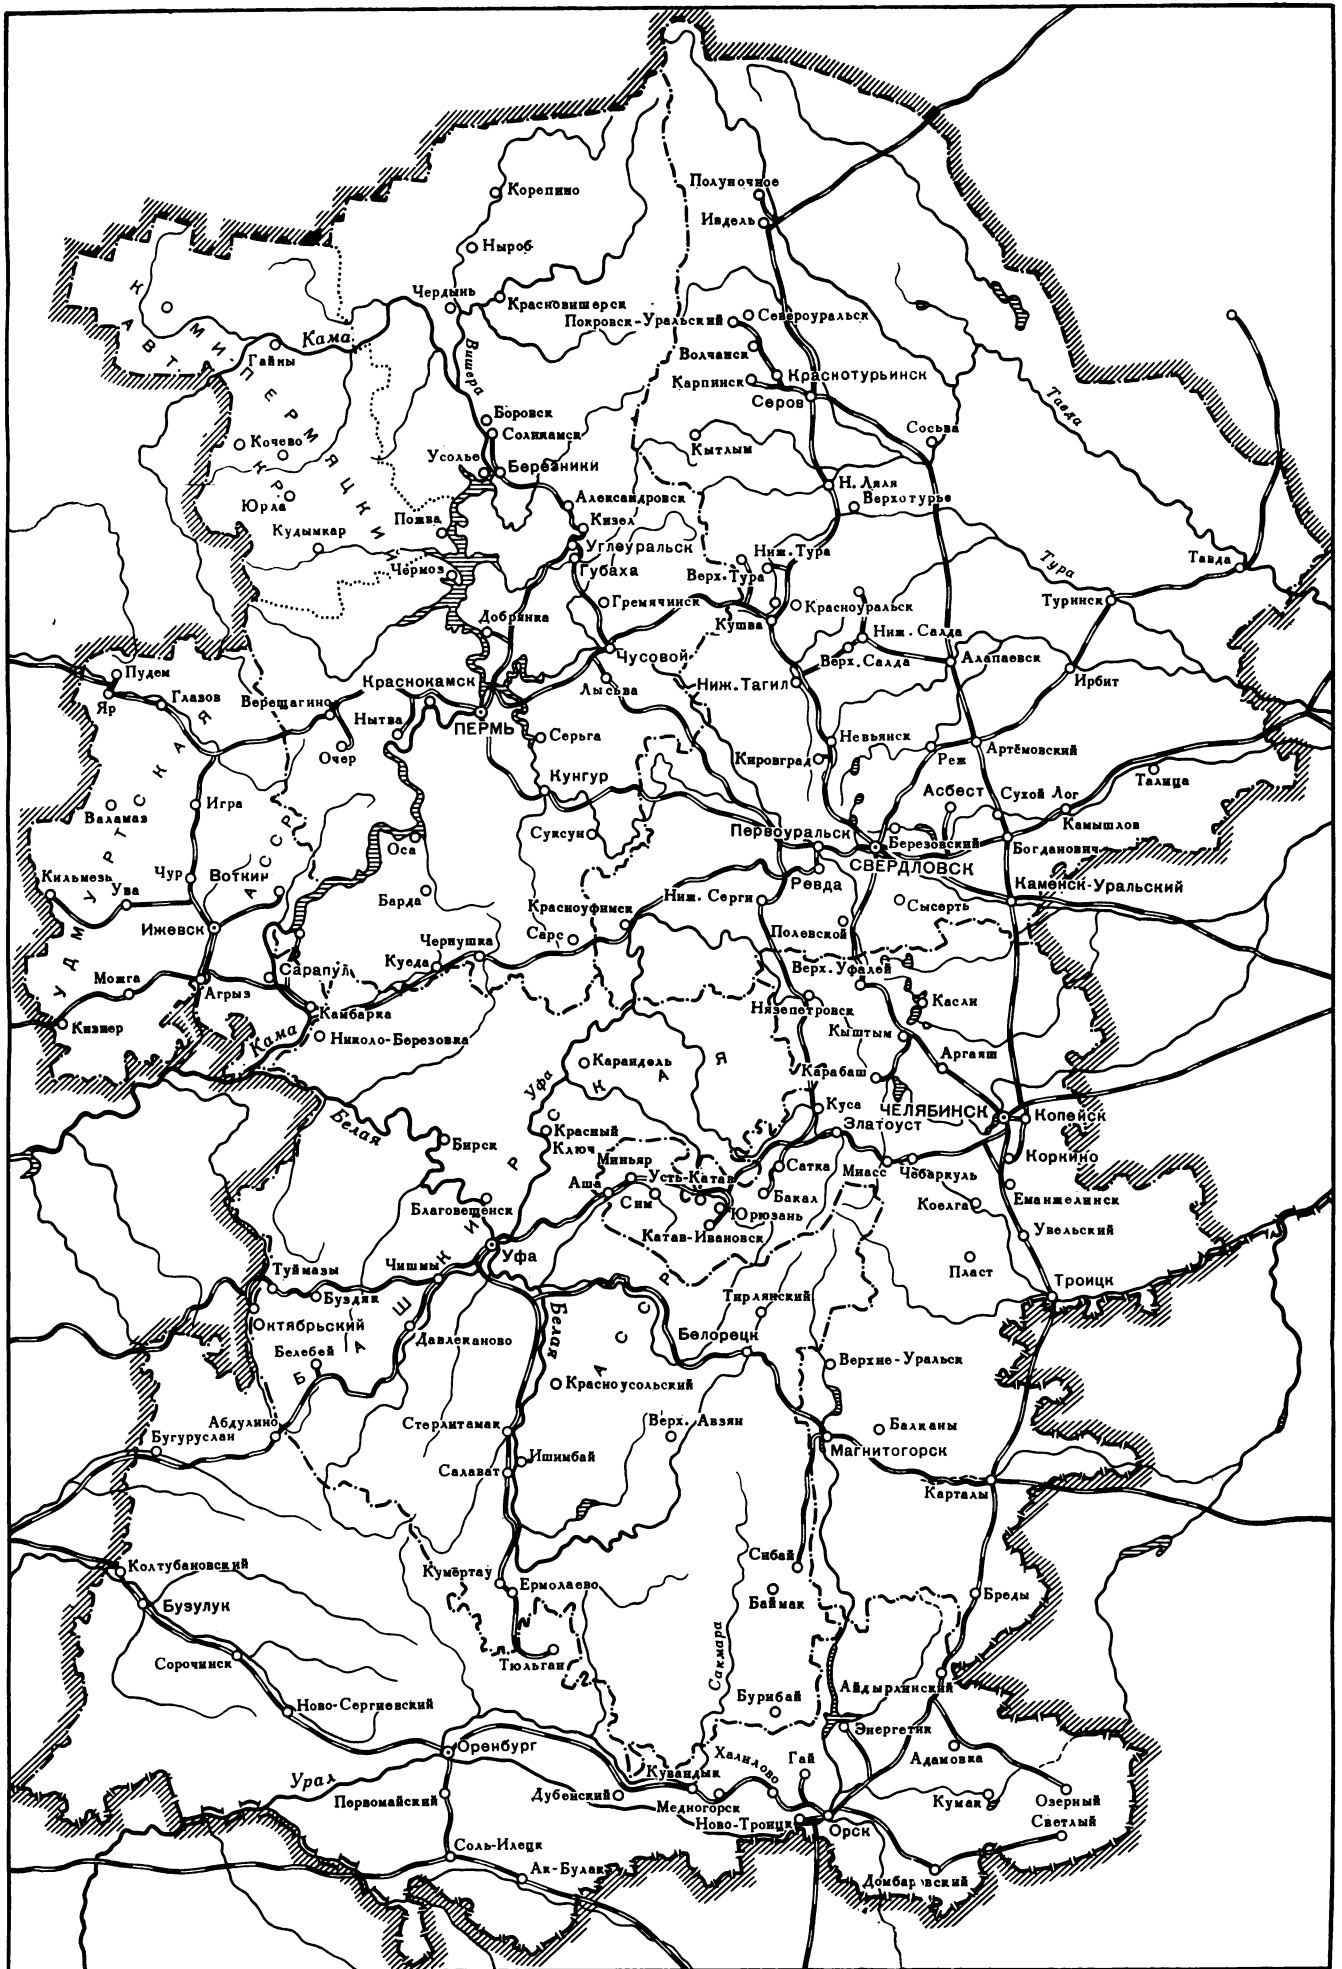 Полуночное
Корепино
Ивдель
Ныроб
Чердынь
Красновишерск
Североуральск
Покровск-Уральский
КОМИ-ПЕРМЯЦКИЙ
АВТ.
ОКР.
Кама
Гайны
Вишера
Волчанск
Карпинск
Краснотурьинск
Серов
Тавда
Боровск
Соликамск
Сосьва
Кочево
Кытлым
Усолье
Березники
Н. Ляля
Верхотурье
Юрла
Александровск
Пожва
Кизел
Кудымкар
Углеуральск
Ниж. Тура
Тура
Тавда
Чермоз
Губаха
Верх. Тура
Гремячинск
Красноуральск
Туринск
Добрянка
Кушва
Ниж. Салда
Чусовой
Верх. Салда
Алапаевск
Пудем
Краснокамск
Лысьва
Ниж. Тагил
Ирбит
Яр
Глазов
Верещагино
Нытва
ПЕРМЬ
Серьга
Невьянск
Артёмовский
Очер
Кировград
Реж
Кунгур
Талица
Игра
Асбест
Сухой Лог
Валамаз
Камышлов
Суксун
Первоуральск
Оса
Березовский
Богданович
СВЕРДЛОВСК
Кильмезь
Чур
Воткинск
Ува
Ревда
Каменск-Уральский
Барда
Ниж. Серги
Сысерть
УДМУРТСКАЯ
АССР
Красноуфимск
Ижевск
Полевской
Чернушка
Сарс
Можга
Сарапул
Куеда
Верх. Уфалей
Агрыз
Касли
Кизнер
Камбарка
Нязепетровск
Николо-Березовка
Кыштым
Кама
Караидель
Аргаяш
Карабаш
Уфа
Куса
ЧЕЛЯБИНСК
Копейск
Белая
Бирск
Красный
Ключ
Златоуст
Миньяр
Коркино
Усть-Катав
Сатка
Миасс
Чебаркуль
Аша
Сим
Бакал
Еманжелинск
Коелга
Благовещенск
Юрюзань
Катав-Ивановск
Увельский
Уфа
БАШКИРСКАЯ
АССР
Туймазы
Чишмы
Пласт
Троицк
Буздяк
Тирлянский
Белая
Октябрьский
Давлеканово
Белорецк
Белебей
Верхне-Уральск
Красноусольский
Абдулино
Стерлитамак
Верх. Авзян
Балканы
Бугуруслан
Магнитогорск
Ишимбай
Салават
Карталы
Колтубановский
Сибай
Кумертау
Ермолаево
Баймак
Бреды
Бузулук
Сорочинск
Тюльган
Сакмара
Айдырлинский
Ново-Сергиевский
Бурибай
Энергетик
Оренбург
Адамовка
Халилово
Гай
Урал
Кувандык
Первомайский
Дубенский
Медногорск
Кумак
Озерный
Ново-Троицк
Светлый
Орск
Соль-Илецк
Ак-Булак
Домбаровский